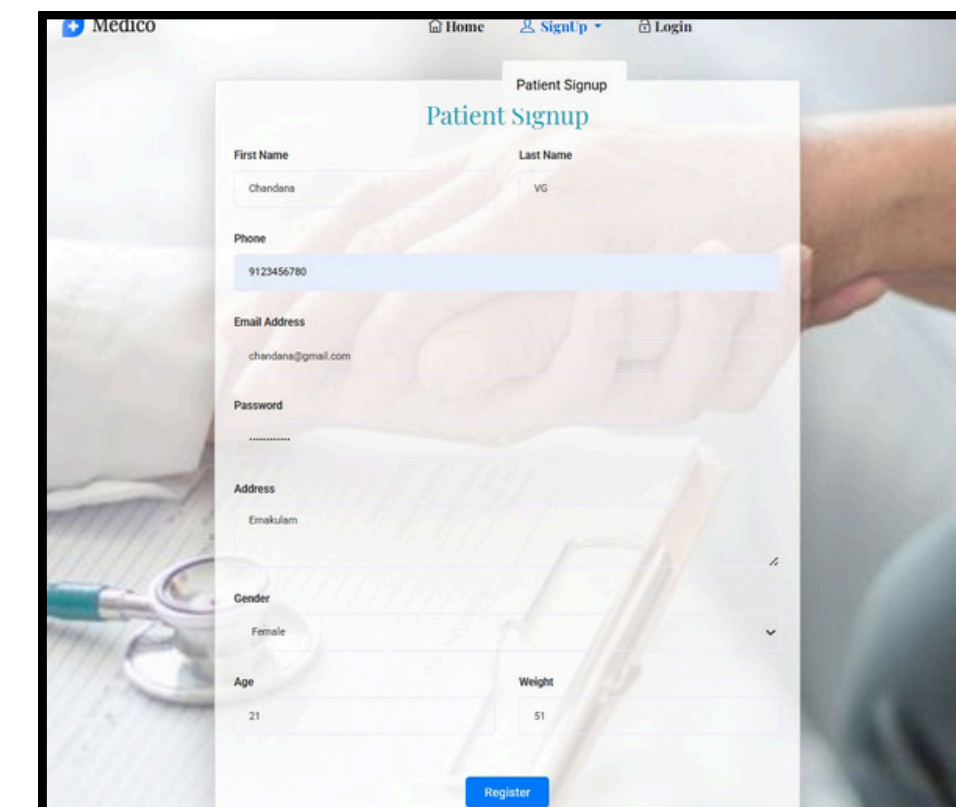 Medico
Home SignUp Login
Patient Signup
Patient Signup
First Name Last Name
Chandana VG
Phone
9123456780
Email Address
chandana@gmail.com
Password
.............
Address
Ernakulam
Gender
Female
Age Weight
21 51
Register